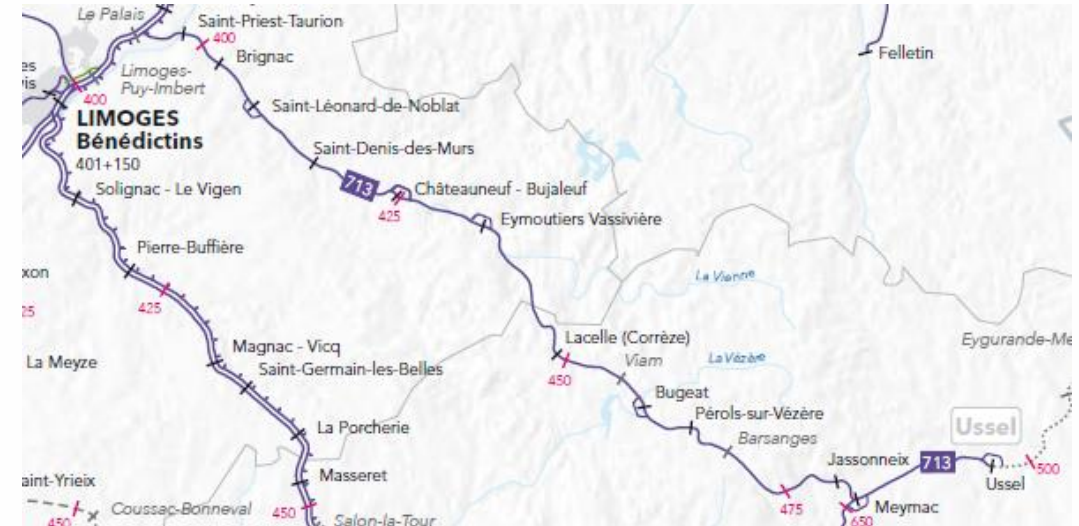 Le Palais
Saint-Priest-Taurion
400
Brignac
Felletin
Limoges-
Puy-Imbert
400
LIMOGES
Bénédictins
401+150
Saint-Léonard-de-Noblat
Saint-Denis-des-Murs
713
Châteauneuf - Bujaleuf
425
Solignac - Le Vigen
Eymoutiers Vassivière
Pierre-Buffière
La Vienne
425
Lacelle (Corrèze)
Eygurande-Me
Magnac - Vicq
Viam
La Vézère
La Meyze
Saint-Germain-les-Belles
450
Bugeat
Pérols-sur-Vézère
La Porcherie
Barsanges
Ussel
Jassonneix
713
500
Masseret
Ussel
aint-Yrieix
475
Meymac
Coussac-Bonneval
450
450
Salon-la-Tour
650